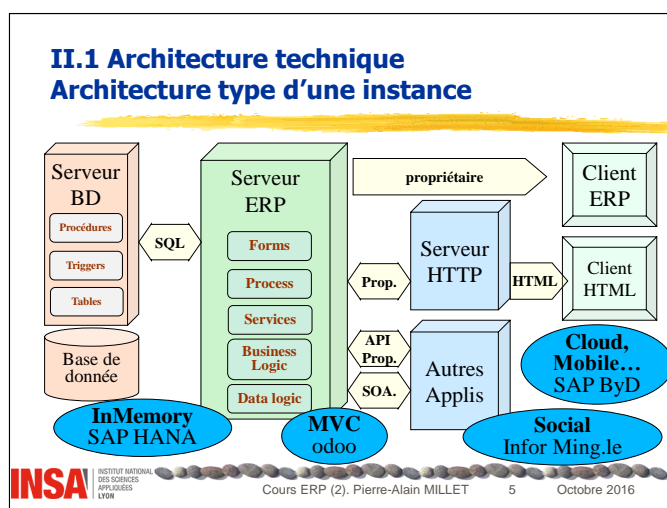 II.1 Architecture technique
Architecture type d'une instance
Serveur
BD
Procédures
Triggers
Tables
Base de
donnée
SQL
Serveur
ERP
Forms
Process
Services
Business
Logic
Data logic
propriétaire
Prop.
API
Prop.
SOA.
Serveur
HTTP
HTML
Autres
Applis
Client
ERP
Client
HTML
Cloud,
Mobile…
SAP ByD
InMemory
SAP HANA
MVC
odoo
Social
Infor Ming.le
INSA
INSTITUT NATIONAL
DES SCIENCES
APPLIQUÉES
LYON
Cours ERP (2). Pierre-Alain MILLET 5 Octobre 2016